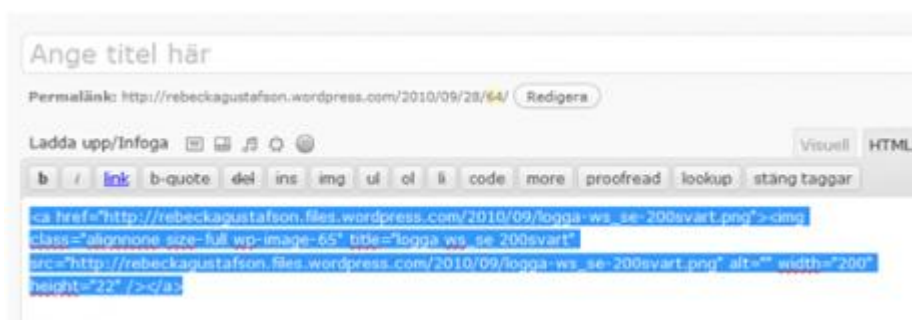 Ange titel här
Permalänk: http://rebeckagustafson.wordpress.com/2010/09/28/64/ Redigera
Ladda upp/Infoga Visuell HTML
b i link b-quote del ins img ul ol li code more proofread lookup stäng taggar
<a href="http://rebeckagustafson.files.wordpress.com/2010/09/logga-ws_se-200svart.png"><img
class="alignnone size-full wp-image-65" title="logga ws_se 200svart"
src="http://rebeckagustafson.files.wordpress.com/2010/09/logga-ws_se-200svart.png" alt="" width="200"
height="22" /></a>